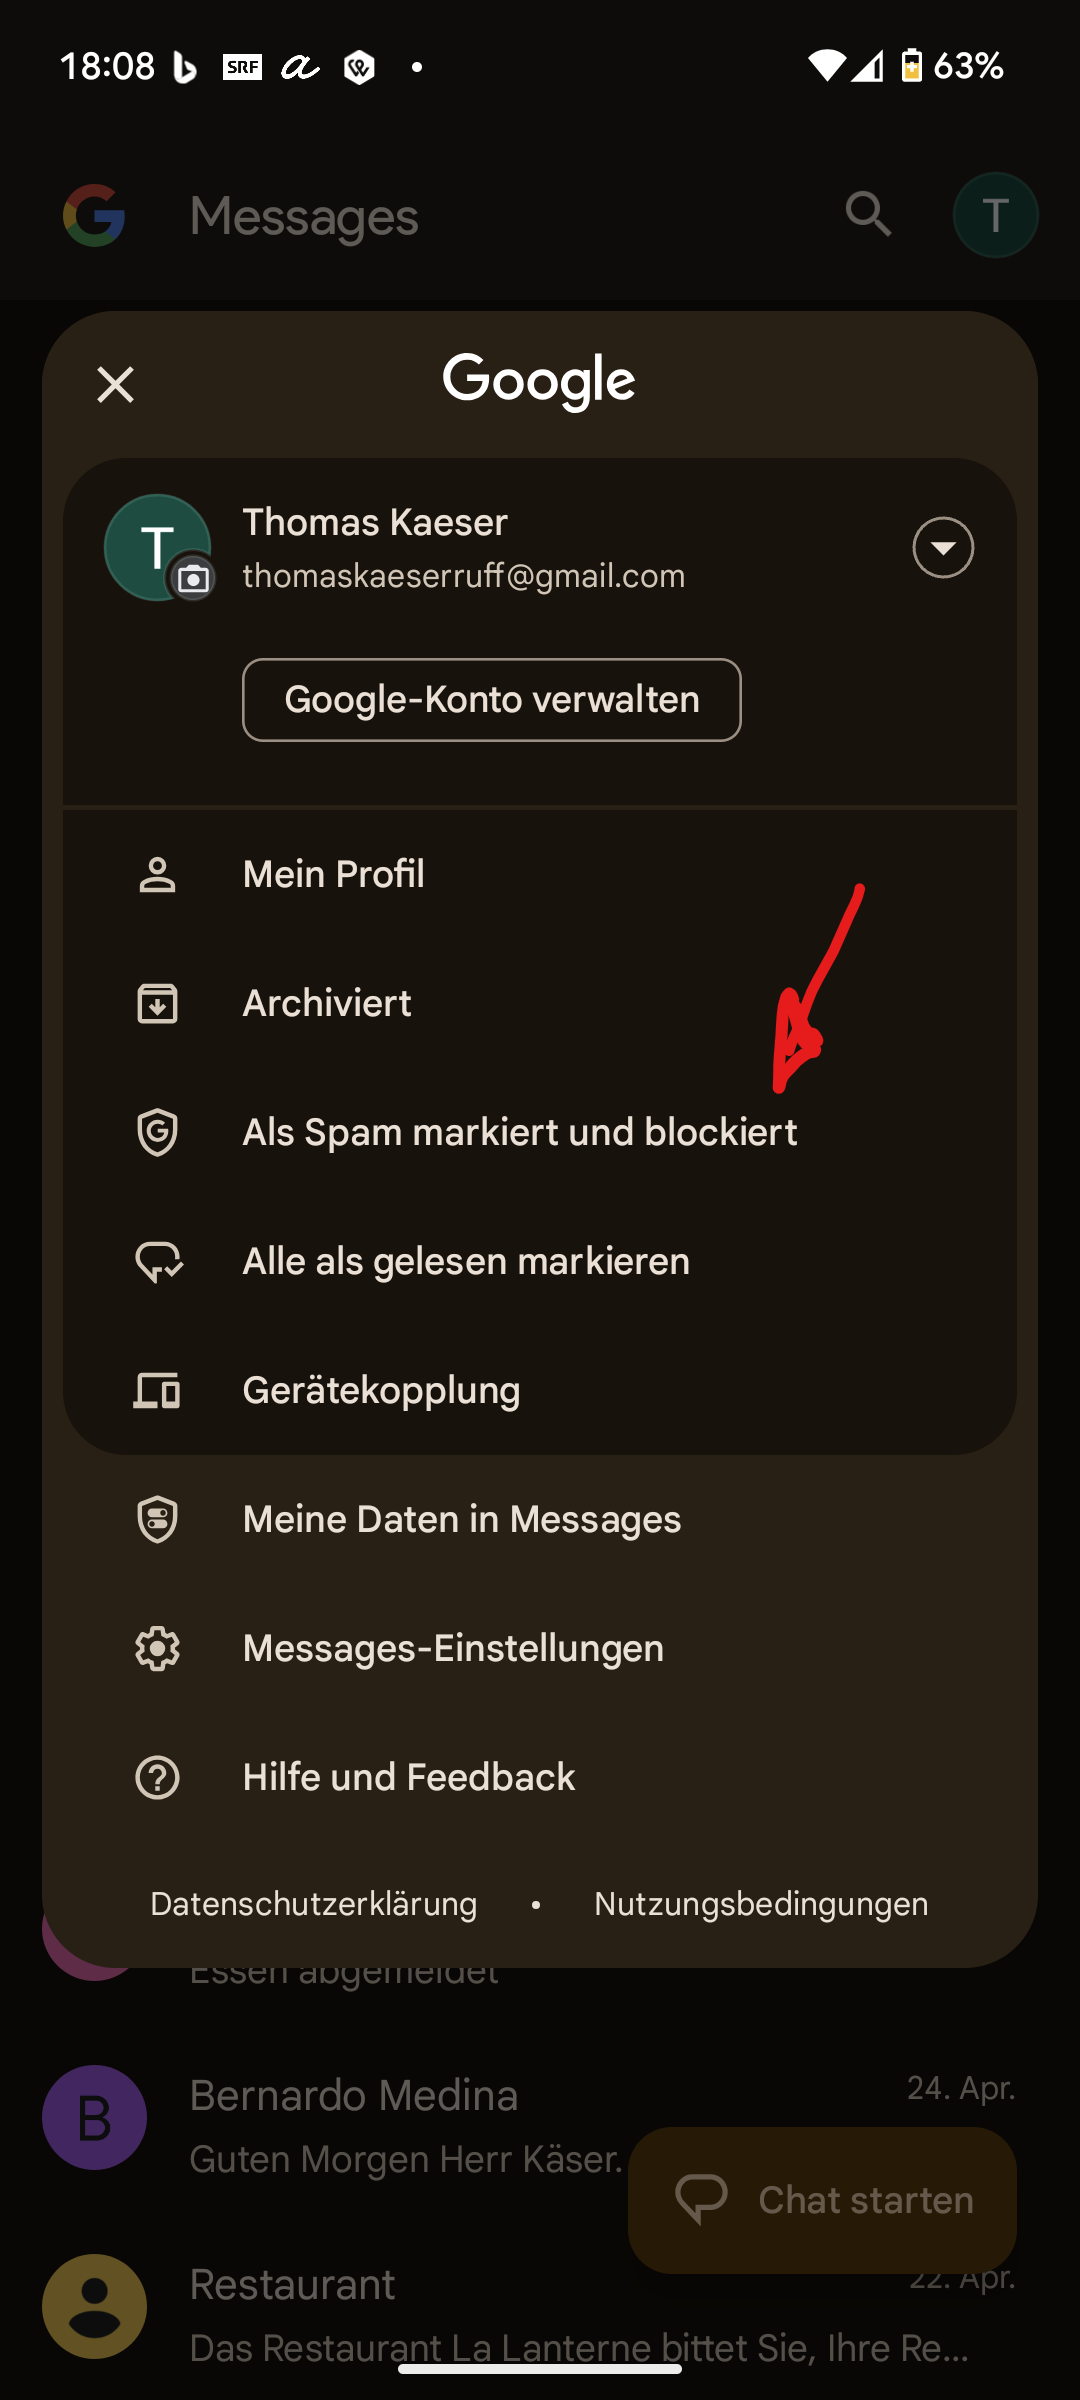 18:08 SRF 63%
Messages T
Google
T Thomas Kaeser
thomaskaeserruff@gmail.com
Google-Konto verwalten
Mein Profil
Archiviert
Als Spam markiert und blockiert
Alle als gelesen markieren
Gerätekopplung
Meine Daten in Messages
Messages-Einstellungen
Hilfe und Feedback
Datenschutzerklärung • Nutzungsbedingungen
Essen abgemeldet
B Bernardo Medina 24. Apr.
Guten Morgen Herr Käser.
Chat starten
Restaurant 22. Apr.
Das Restaurant La Lanterne bittet Sie, Ihre Re...